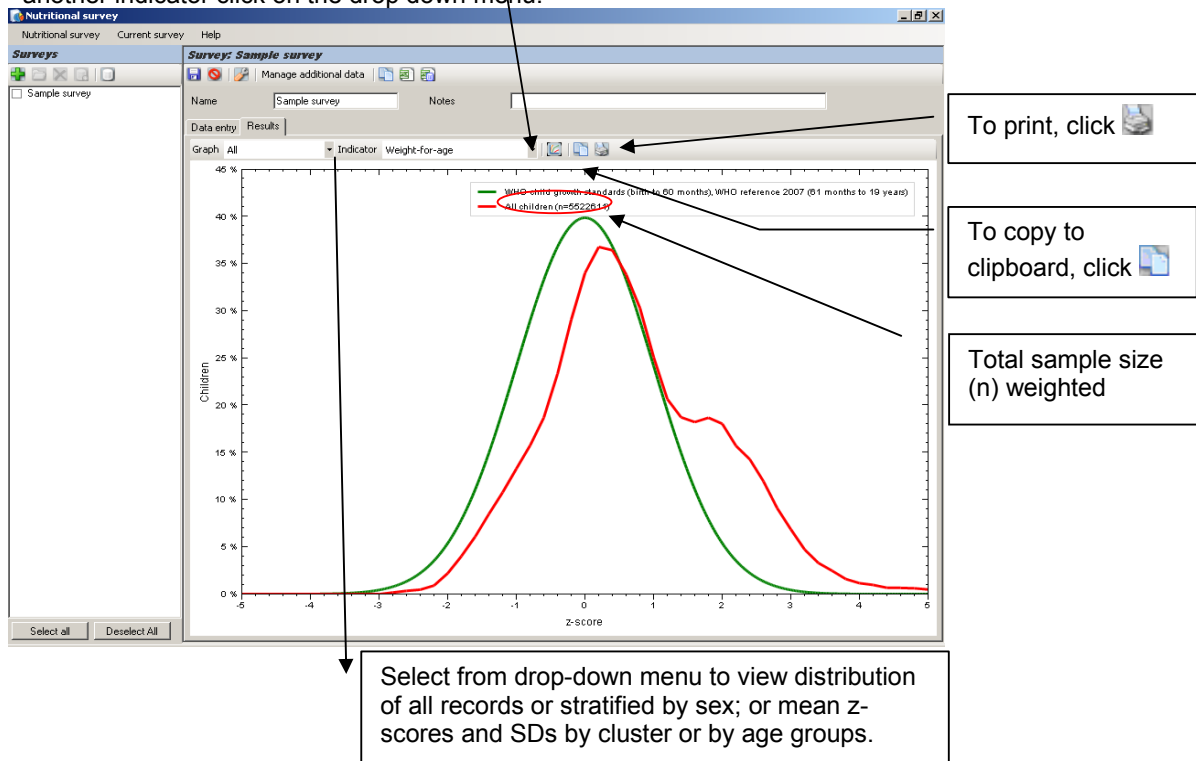 another indicator click on the drop down menu.
Nutritional survey
Nutritional survey Current survey Help
Surveys
Survey: Sample survey
Manage additional data
Sample survey
Name Sample survey Notes
Data entry Results
Graph All Indicator Weight-for-age
WHO child growth standards (birth to 60 months), WHO reference 2007 (61 months to 19 years)
All children (n=5522611)
45 %
40 %
35 %
30 %
25 %
20 %
15 %
10 %
5 %
0 %
Children
-5 -4 -3 -2 -1 0 1 2 3 4 5
z-score
Select all Deselect All
To print, click
To copy to
clipboard, click
Total sample size
(n) weighted
Select from drop-down menu to view distribution
of all records or stratified by sex; or mean z-
scores and SDs by cluster or by age groups.